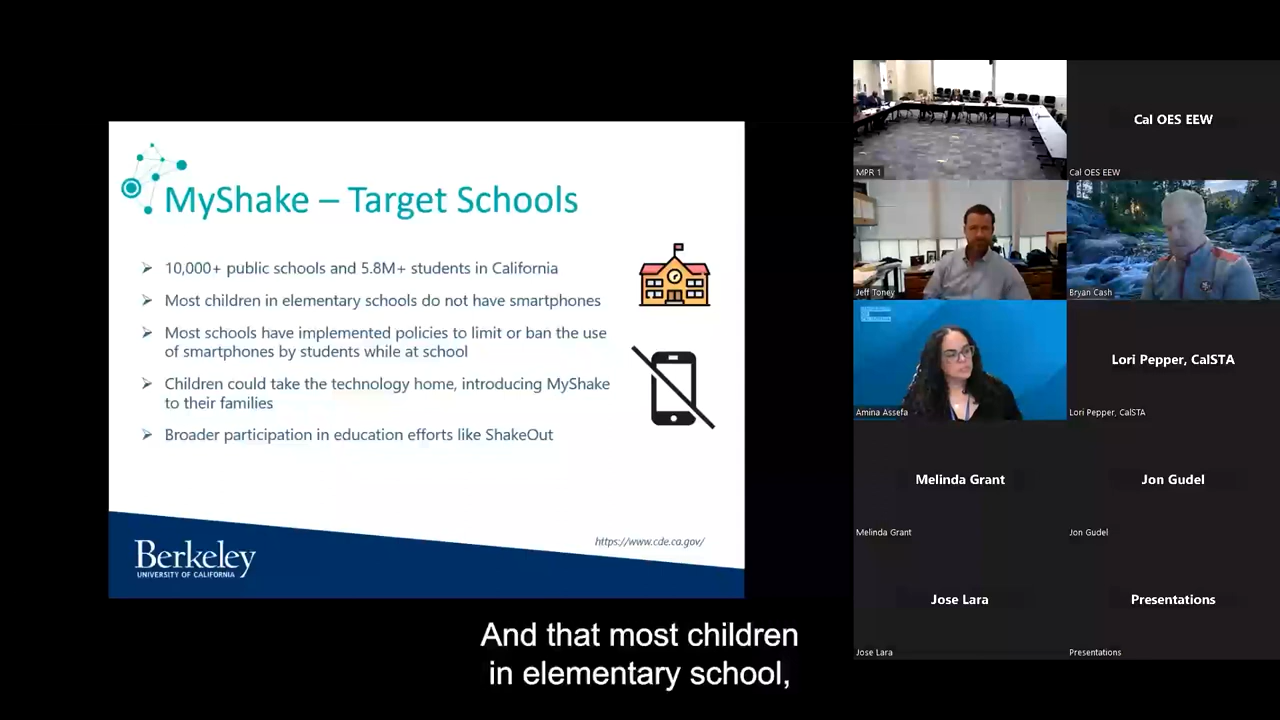 MyShake – Target Schools
10,000+ public schools and 5.8M+ students in California
Most children in elementary schools do not have smartphones
Most schools have implemented policies to limit or ban the use
of smartphones by students while at school
Children could take the technology home, introducing MyShake
to their families
Broader participation in education efforts like ShakeOut
https://www.cde.ca.gov/
Berkeley
UNIVERSITY OF CALIFORNIA
MPR 1
Cal OES EEW
Cal OES EEW
Jeff Toney
Bryan Cash
Amina Assefa
Lori Pepper, CalSTA
Lori Pepper, CalSTA
Melinda Grant
Melinda Grant
Jon Gudel
Jon Gudel
Jose Lara
Jose Lara
Presentations
Presentations
And that most children
in elementary school,